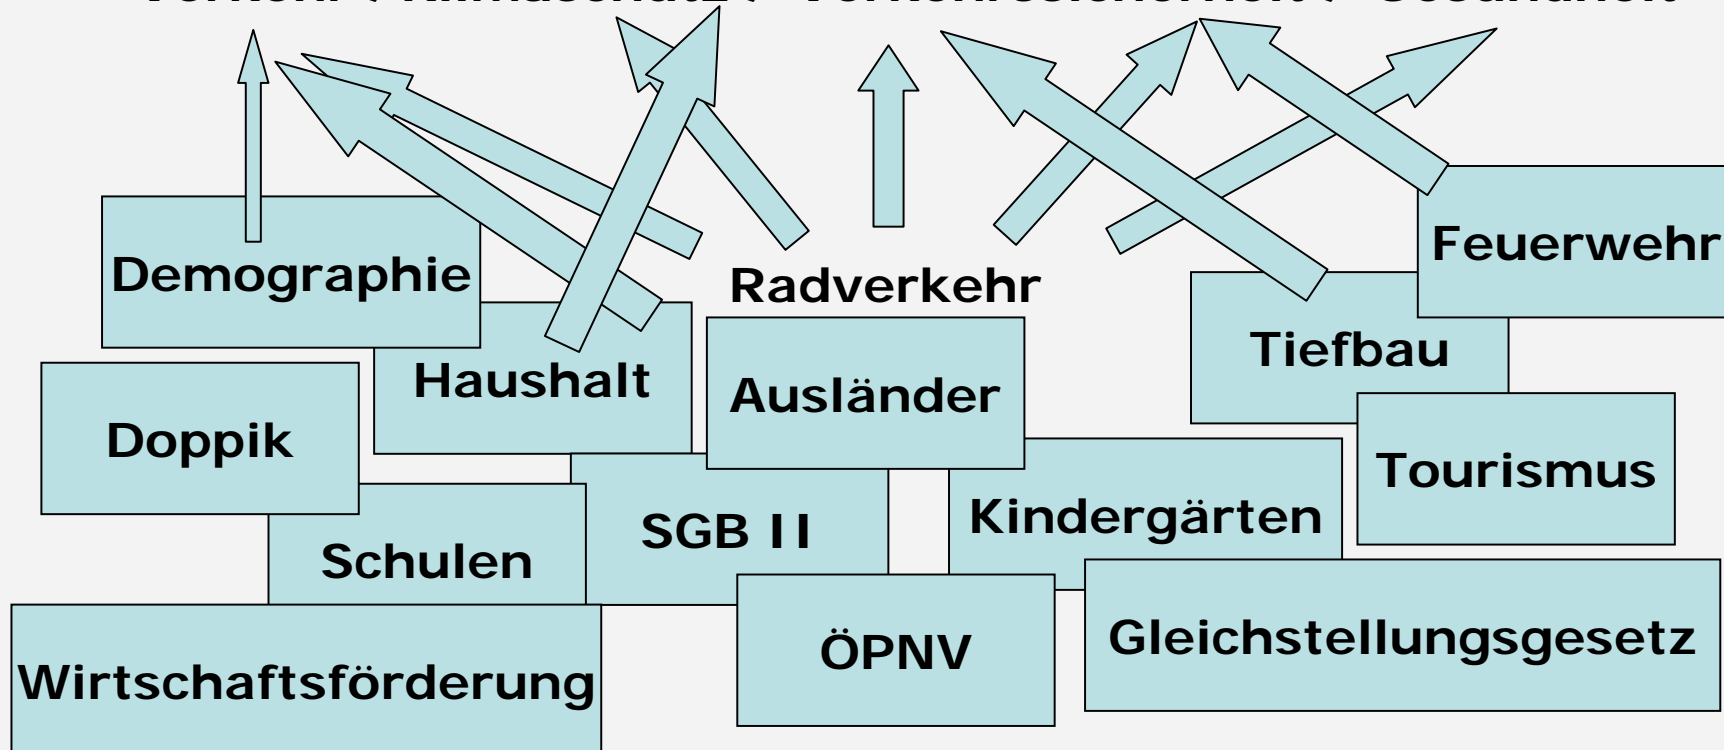 Feuerwehr
Demographie
Radverkehr
Tiefbau
Haushalt
Ausländer
Doppik
Tourismus
Kindergärten
SGB II
Schulen
Gleichstellungsgesetz
ÖPNV
Wirtschaftsförderung